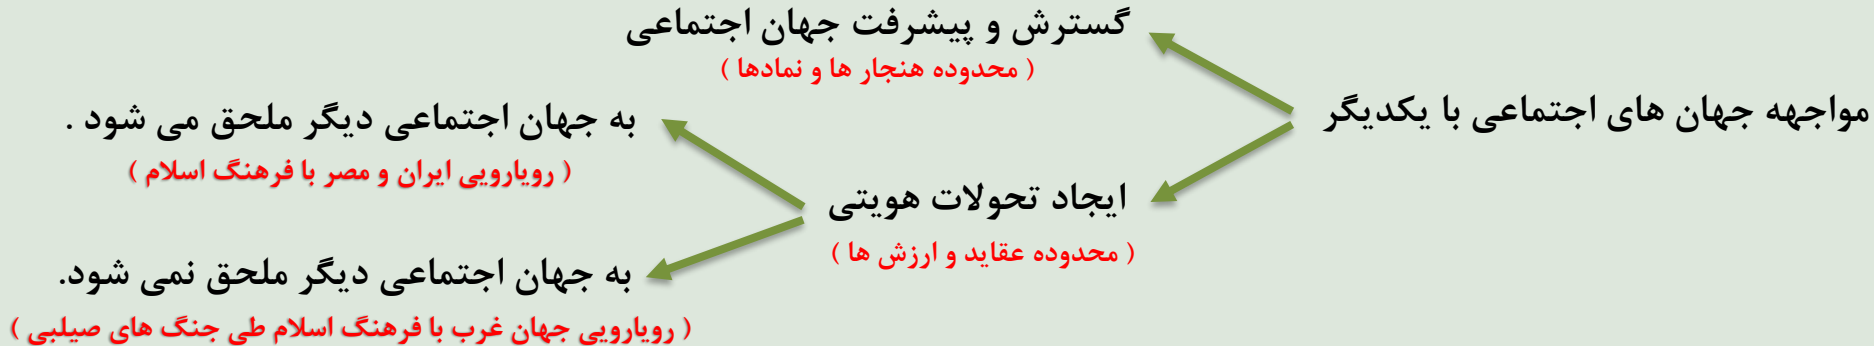 گسترش و پیشرفت جهان اجتماعی
( محدوده هنجار ها و نمادها )
مواجهه جهان های اجتماعی با یکدیگر
به جهان اجتماعی دیگر ملحق می شود .
( رویارویی ایران و مصر با فرهنگ اسلام )
ایجاد تحولات هویتی
( محدوده عقاید و ارزش ها )
به جهان اجتماعی دیگر ملحق نمی شود.
( رویارویی جهان غرب با فرهنگ اسلام طی جنگ های صیلبی )